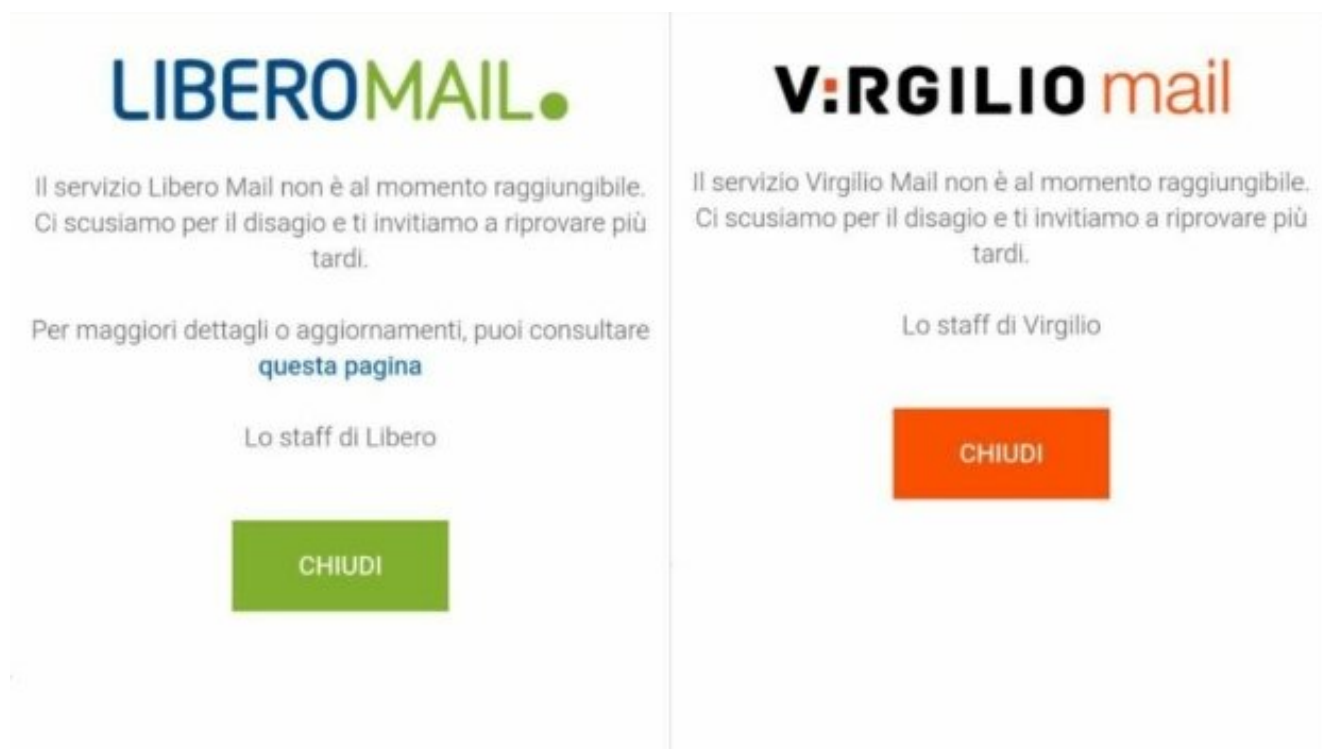 LIBEROMAIL
Il servizio Libero Mail non è al momento raggiungibile.
Ci scusiamo per il disagio e ti invitiamo a riprovare più
tardi.
Per maggiori dettagli o aggiornamenti, puoi consultare
questa pagina
Lo staff di Libero
CHIUDI
V:RGILIO mail
Il servizio Virgilio Mail non è al momento raggiungibile.
Ci scusiamo per il disagio e ti invitiamo a riprovare più
tardi.
Lo staff di Virgilio
CHIUDI